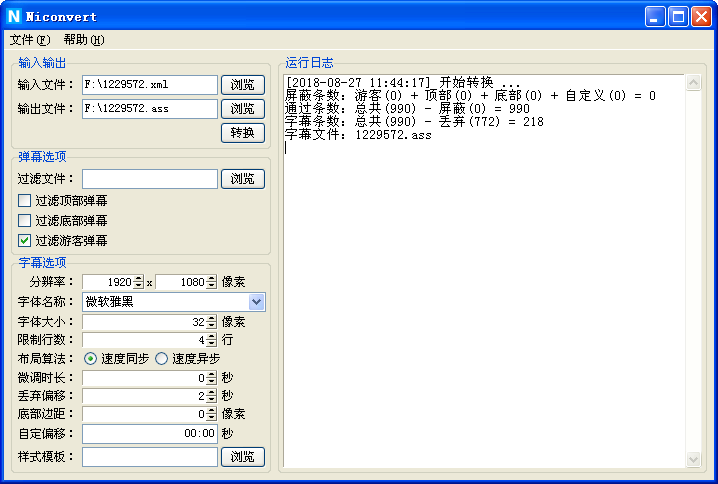 Niconvert
文件(F) 帮助(H)
输入输出
输入文件： F:\1229572.xml 浏览
输出文件： F:\1229572.ass 浏览
转换
弹幕选项
过滤文件： 浏览
过滤顶部弹幕
过滤底部弹幕
过滤游客弹幕
字幕选项
分辨率： 1920 x 1080 像素
字体名称： 微软雅黑
字体大小： 32 像素
限制行数： 4 行
布局算法： 速度同步 速度异步
微调时长： 0 秒
丢弃偏移： 2 秒
底部边距： 0 像素
自定偏移： 00:00 秒
样式模板： 浏览
运行日志
[2018-08-27 11:44:17] 开始转换 ...
屏蔽条数：游客(0) + 顶部(0) + 底部(0) + 自定义(0) = 0
通过条数：总共(990) - 屏蔽(0) = 990
字幕条数：总共(990) - 丢弃(772) = 218
字幕文件：1229572.ass